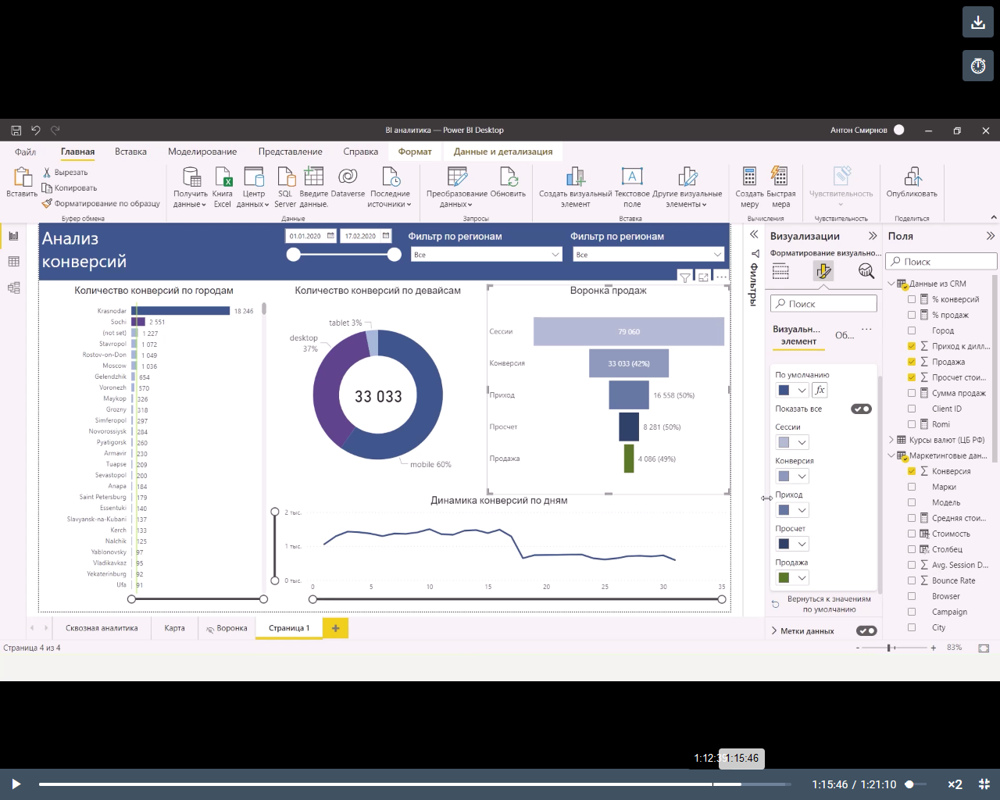 BI аналитика — Power BI Desktop
Антон Смирнов
Файл
Главная
Вставка
Моделирование
Представление
Справка
Формат
Данные и детализация
Вставить
Вырезать
Копировать
Форматирование по образцу
Буфер обмена
Получить данные
Книга Excel
Центр данных
SQL Server
Введите данные.
Dataverse
Последние источники
Данные
Преобразование данных
Обновить
Запросы
Создать визуальный элемент
Текстовое поле
Другие визуальные элементы
Вставка
Создать меру
Быстрая мера
Вычисления
Чувствительность
Чувствительность
Опубликовать
Поделиться
Анализ
конверсий
01.01.2020
17.02.2020
Фильтр по регионам
Все
Фильтр по регионам
Все
Количество конверсий по городам
Krasnodar 18 246
Sochi 2 551
(not set) 1 227
Stavropol 1 072
Rostov-on-Don 1 049
Moscow 1 036
Gelendzhik 654
Voronezh 570
Maykop 326
Grozny 318
Simferopol 297
Novorossiysk 284
Pyatigorsk 260
Armavir 230
Tuapse 209
Sevastopol 200
Anapa 184
Saint Petersburg 179
Essentuki 140
Slavyansk-na-Kubani 137
Kerch 133
Nalchik 125
Yablonovsky 97
Vladikavkaz 95
Yekaterinburg 92
Ufa 91
Количество конверсий по девайсам
tablet 3%
desktop
37%
33 033
mobile 60%
Воронка продаж
Сессии 79 060
Конверсия 33 033 (42%)
Приход 16 558 (50%)
Просчет 8 281 (50%)
Продажа 4 086 (49%)
Динамика конверсий по дням
2 тыс.
1 тыс.
0 тыс.
0 5 10 15 20 25 30 35
Фильтры
Визуализации
Форматирование визуально...
Поиск
Визуальн...
элемент
Об...
По умолчанию
fx
Показать все
Сессии
Конверсия
Приход
Просчет
Продажа
Вернуться к значениям
по умолчанию
Метки данных
Поля
Поиск
Данные из CRM
% конверсий
% продаж
Город
Приход к дилл...
Продажа
Просчет стои...
Сумма продаж
Client ID
Romi
Курсы валют (ЦБ РФ)
Маркетинговые дан...
Конверсия
Марки
Модель
Средняя стои...
Стоимость
Столбец
Avg. Session D...
Bounce Rate
Browser
Campaign
City
Сквозная аналитика
Карта
Воронка
Страница 1
+
Страница 4 из 4
- + 83%
1:15:46
1:15:46 / 1:21:10
×2